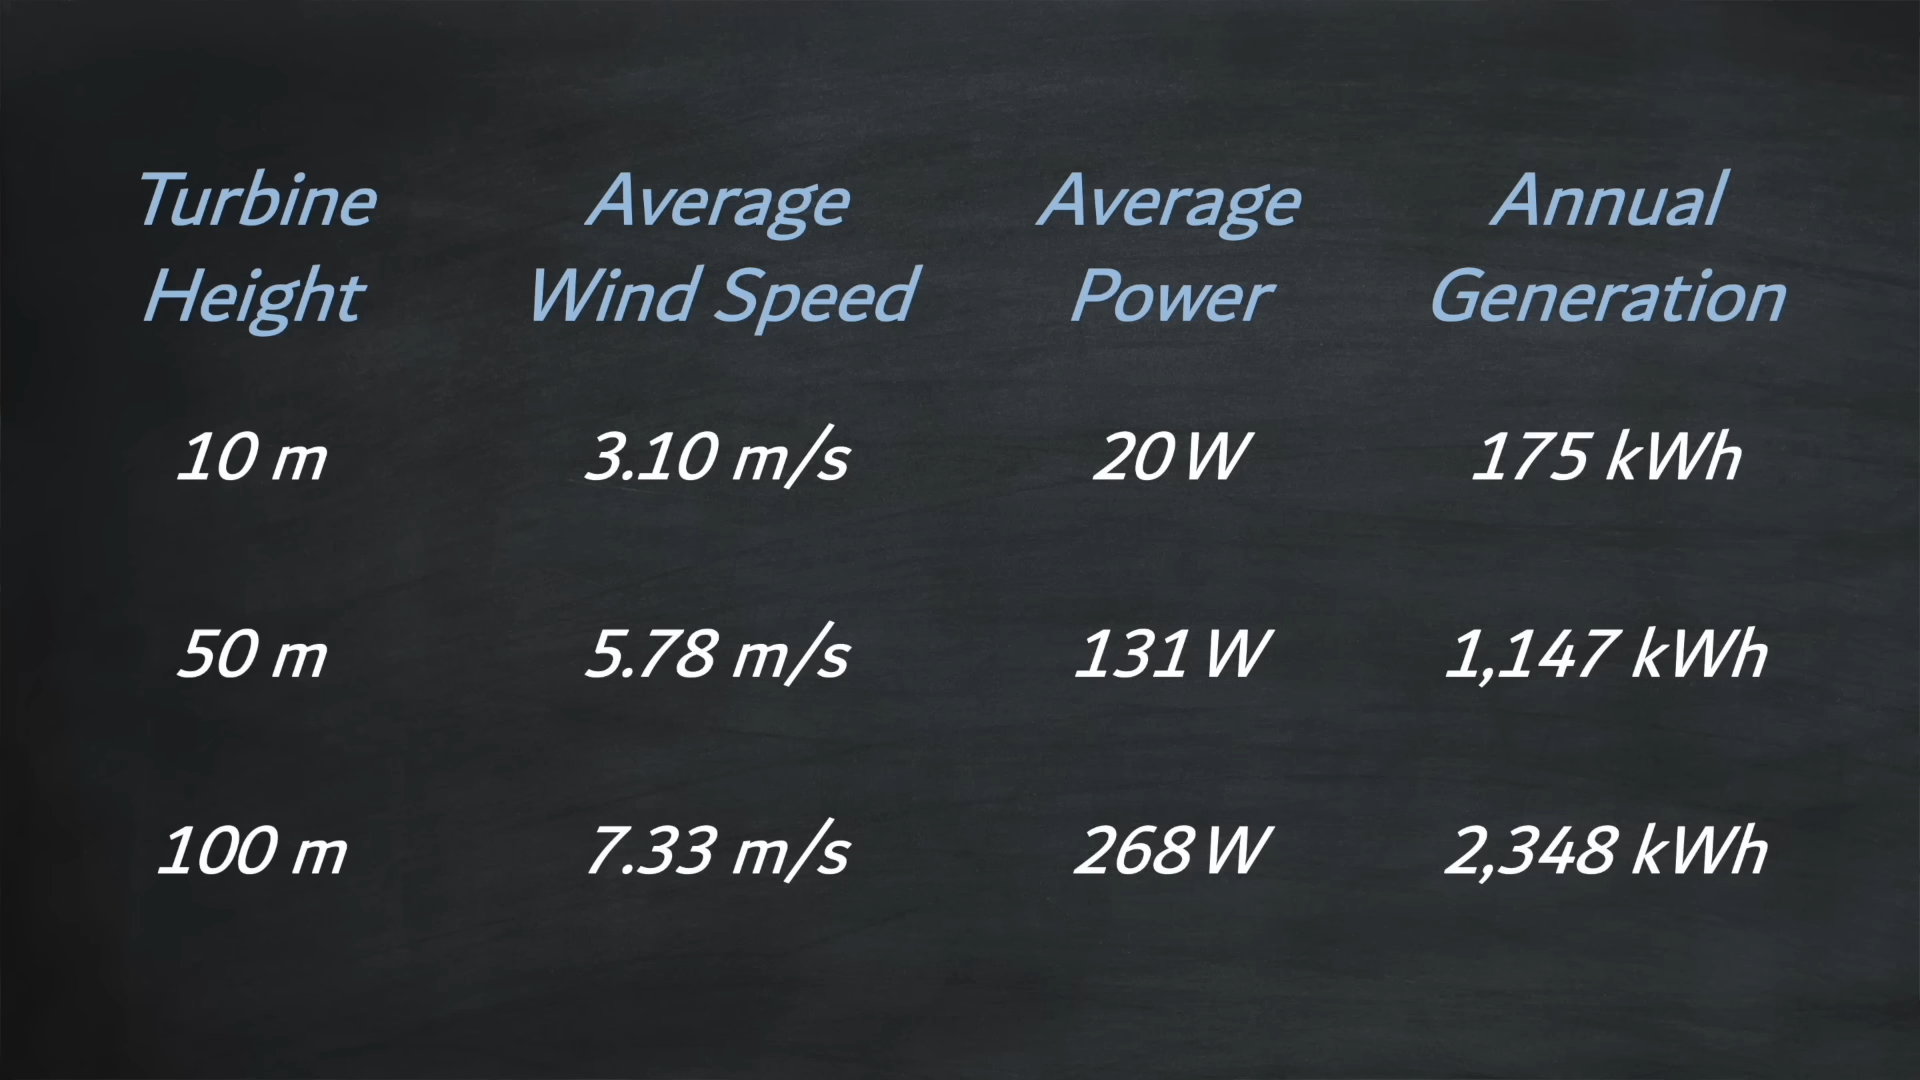 Turbine Height
Average Wind Speed
Average Power
Annual Generation
10 m 3.10 m/s 20 W 175 kWh
50 m 5.78 m/s 131 W 1,147 kWh
100 m 7.33 m/s 268 W 2,348 kWh